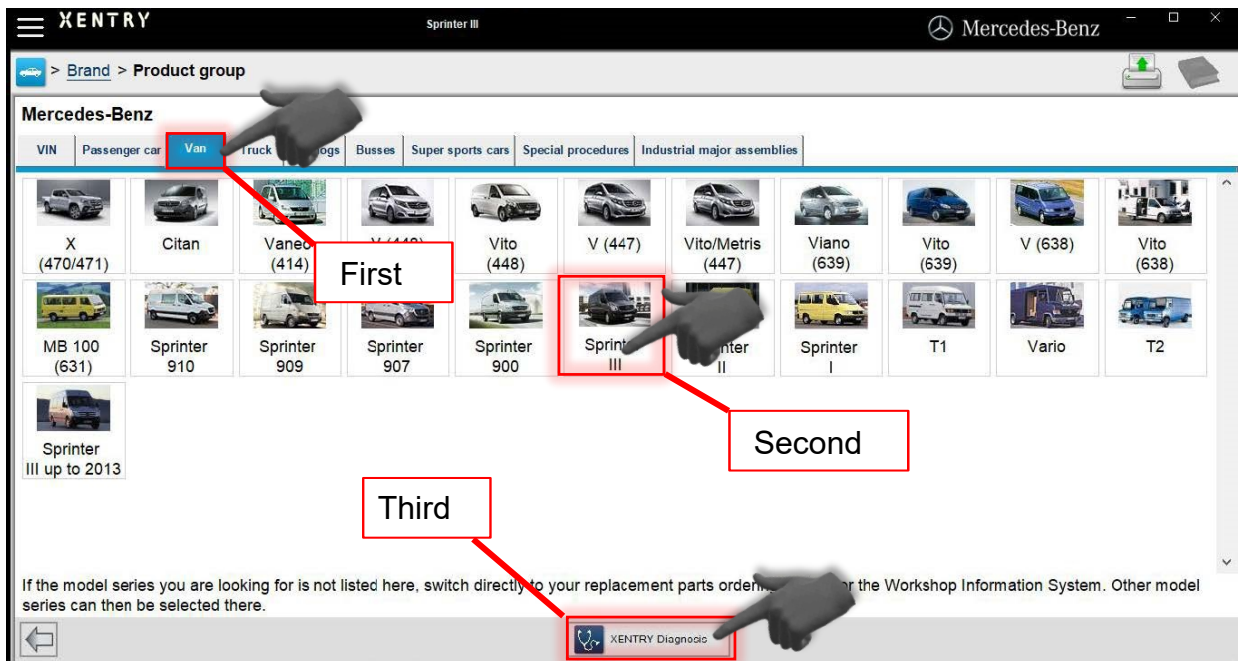 XENTRY
Sprinter III
Mercedes-Benz
> Brand > Product group
Mercedes-Benz
VIN
Passenger car
Van
Truck
Busses
Super sports cars
Special procedures
Industrial major assemblies
X
(470/471)
Citan
Vaneo
(414)
Vito
(448)
V (447)
Vito/Metris
(447)
Viano
(639)
Vito
(639)
V (638)
Vito
(638)
First
MB 100
(631)
Sprinter
910
Sprinter
909
Sprinter
907
Sprinter
900
III
II
Sprinter
I
T1
Vario
T2
Sprinter
III up to 2013
Second
Third
If the model series you are looking for is not listed here, switch directly to your replacement parts the Workshop Information System. Other model
series can then be selected there.
XENTRY Diagnosis